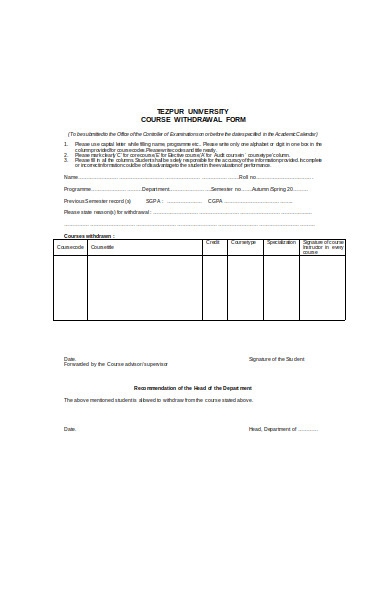 TEZPUR UNIVERSITY
COURSE WITHDRAWAL FORM
(To be submitted to the Office of the Controller of Examinations on or before the dates specified in the Academic Calendar)
1. Please use capital letter while filling name, programme etc.. Please write only one alphabet or digit in one box in the
column provided for course codes. Please write codes and title neatly.
2. Please mark clearly 'C' for core course, 'E' for Elective course, 'A' for Audit course in 'course type' column.
3. Please fill in all the columns. Student shall be solely responsible for the accuracy of the information provided. Incomplete
or incorrect information could be of disadvantage to the student in the evaluation of performance.
Name.......................................................................................Roll no..............................
Programme...........................Department......................Semester no......Autumn/Spring 20.........
Previous Semester record (s) SGPA : ..................... CGPA .....................................
Please state reason(s) for withdrawal : ...............................................................................
.......................................................................................................................................
Courses withdrawn :
Course code Course title Credit Course type Specialization Signature of course
instructor in every
course
Date. Signature of the Student
Forwarded by the Course advisor/supervisor
Recommendation of the Head of the Department
The above mentioned student is allowed to withdraw from the course stated above.
Date. Head, Department of ..............